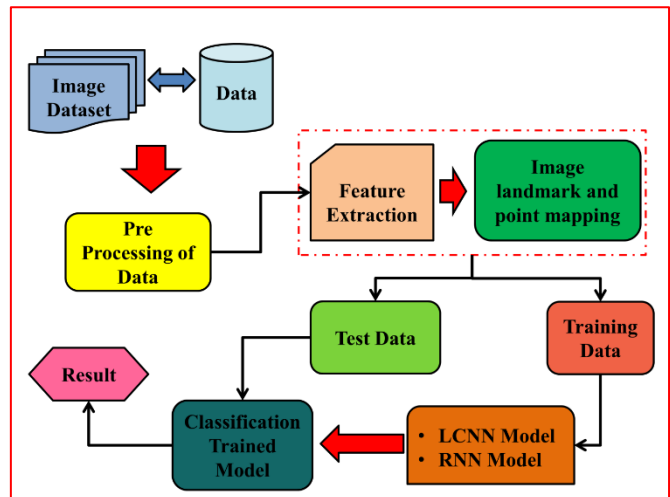 Image
Dataset
Data
Pre
Processing of
Data
Feature
Extraction
Image
landmark and
point mapping
Test Data
Training
Data
Result
Classification
Trained
Model
• LCNN Model
• RNN Model